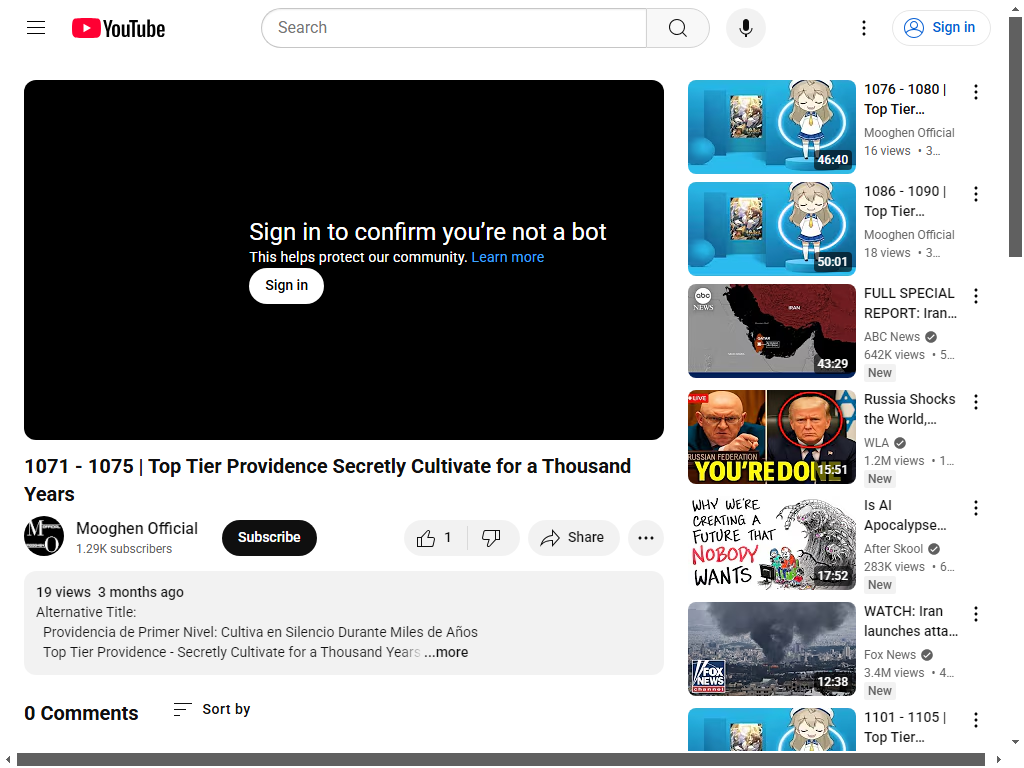 YouTube
Search
Sign in
Sign in to confirm you're not a bot
This helps protect our community. Learn more
Sign in
1071 - 1075 | Top Tier Providence Secretly Cultivate for a Thousand
Years
Mooghen Official
1.29K subscribers
Subscribe
1
Share
19 views 3 months ago
Alternative Title:
Providencia de Primer Nivel: Cultiva en Silencio Durante Miles de Años
Top Tier Providence - Secretly Cultivate for a Thousand Years ...more
0 Comments
Sort by
46:40
1076 - 1080 |
Top Tier…
Mooghen Official
16 views • 3…
50:01
1086 - 1090 |
Top Tier…
Mooghen Official
18 views • 3…
abc
NEWS
IRAN
QATAR
43:29
FULL SPECIAL
REPORT: Iran…
ABC News
642K views • 5…
New
LIVE
RUSSIAN FEDERATION
YOU'RE DONE
15:51
Russia Shocks
the World,…
WLA
1.2M views • 1…
New
WHY WE'RE
CREATING A
FUTURE THAT
NOBODY
WANTS
17:52
Is AI
Apocalypse…
After Skool
283K views • 6…
New
FOX
NEWS
channel
12:38
WATCH: Iran
launches atta…
Fox News
3.4M views • 4…
New
1101 - 1105 |
Top Tier…